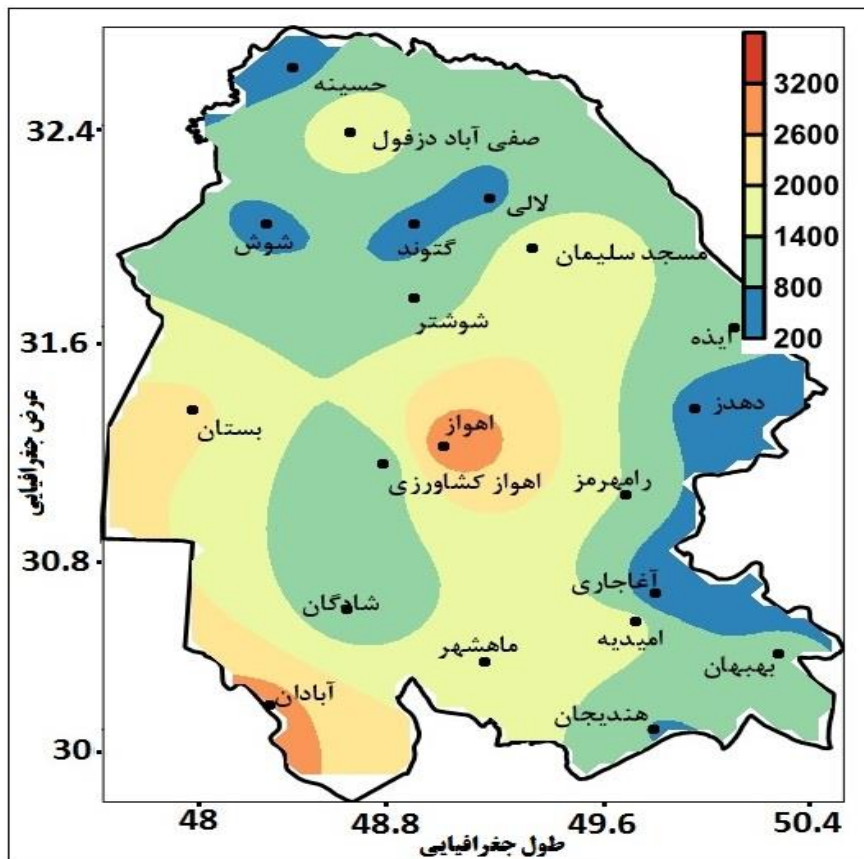 حسینه
3200
2600
2000
1400
800
200
32.4
صفی آباد دزفول
لالی
شوش
گتوند
مسجد سلیمان
شوشتر
ایذه
31.6
دهدز
بستان
اهواز
اهواز کشاورزی
رامهرمز
عرض جغرافیایی
30.8
آغاجاری
شادگان
امیدیه
ماهشهر
بهبهان
آبادان
هندیجان
30
48
48.8
49.6
50.4
طول جغرافیایی